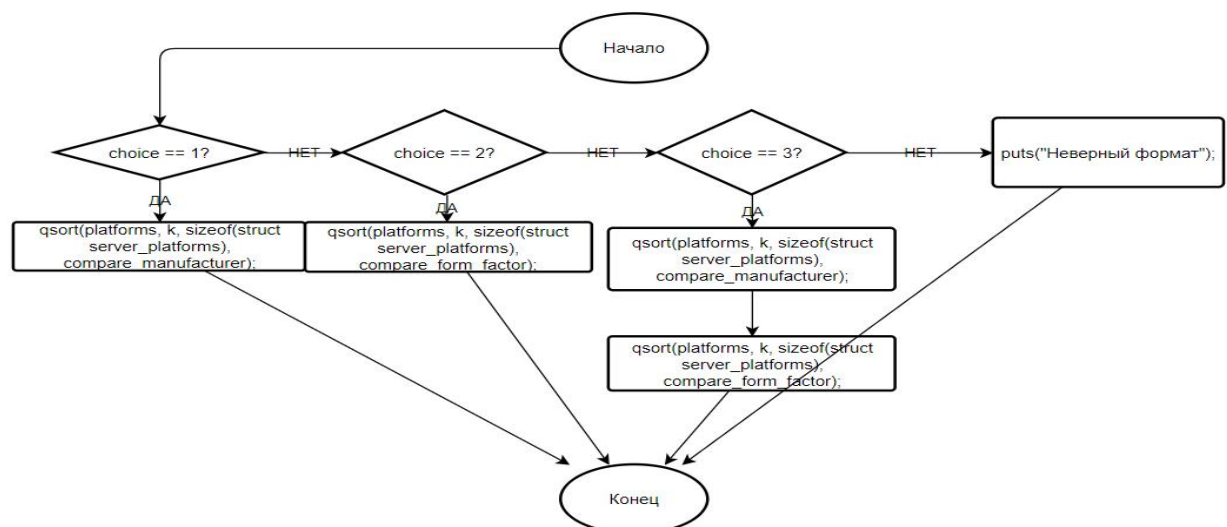 Начало
choice == 1?
НЕТ
choice == 2?
НЕТ
choice == 3?
НЕТ
puts("Неверный формат");
ДА
ДА
ДА
qsort(platforms, k, sizeof(struct
server_platforms),
compare_manufacturer);
qsort(platforms, k, sizeof(struct
server_platforms),
compare_form_factor);
qsort(platforms, k, sizeof(struct
server_platforms),
compare_manufacturer);
qsort(platforms, k, sizeof(struct
server_platforms),
compare_form_factor);
Конец